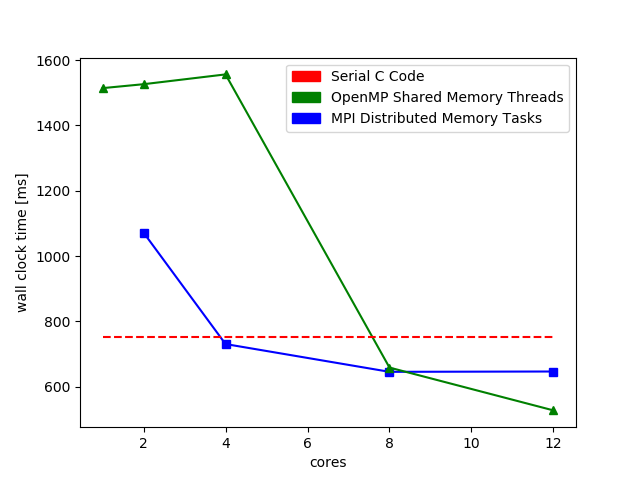 1600
1400
1200
1000
800
600
wall clock time [ms]
Serial C Code
OpenMP Shared Memory Threads
MPI Distributed Memory Tasks
2
4
6
8
10
12
cores